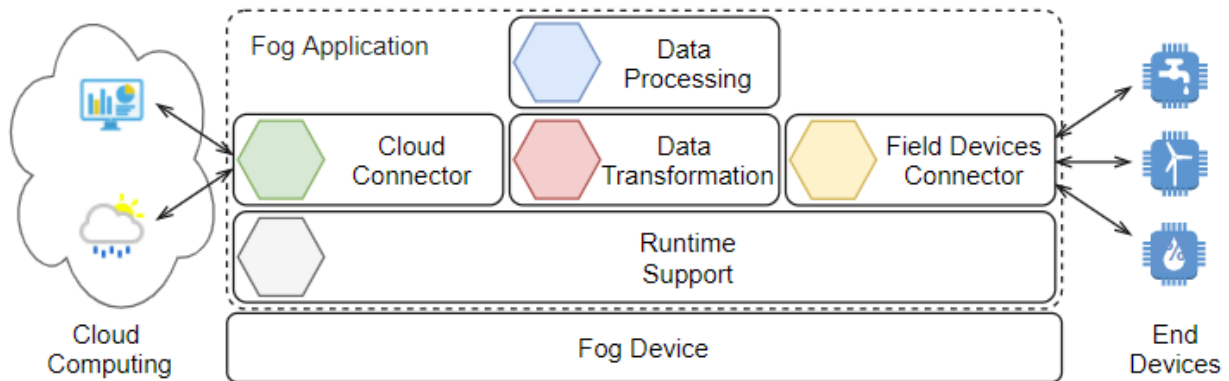 Fog Application
Data
Processing
Cloud
Connector
Data
Transformation
Field Devices
Connector
Runtime
Support
Fog Device
Cloud
Computing
End
Devices
%